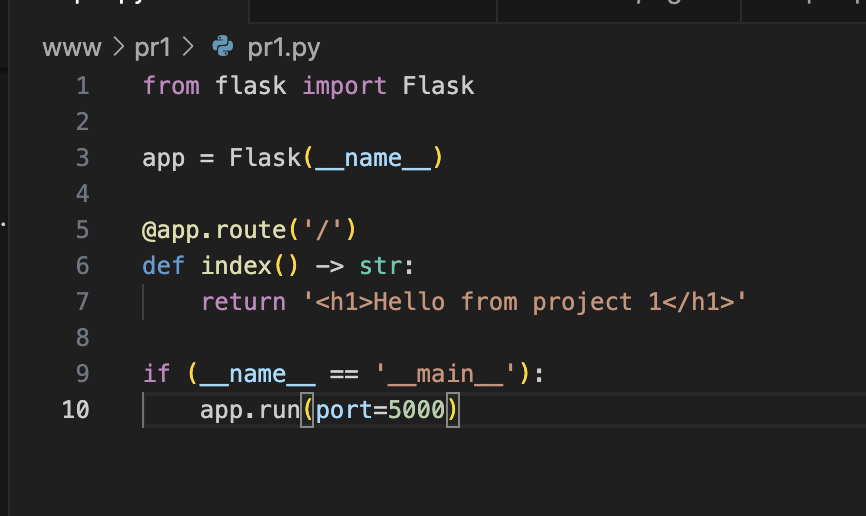 www > pr1 > pr1.py
1 from flask import Flask
2
3 app = Flask(__name__)
4
5 @app.route('/')
6 def index() -> str:
7     return '<h1>Hello from project 1</h1>'
8
9 if (__name__ == '__main__'):
10     app.run(port=5000)